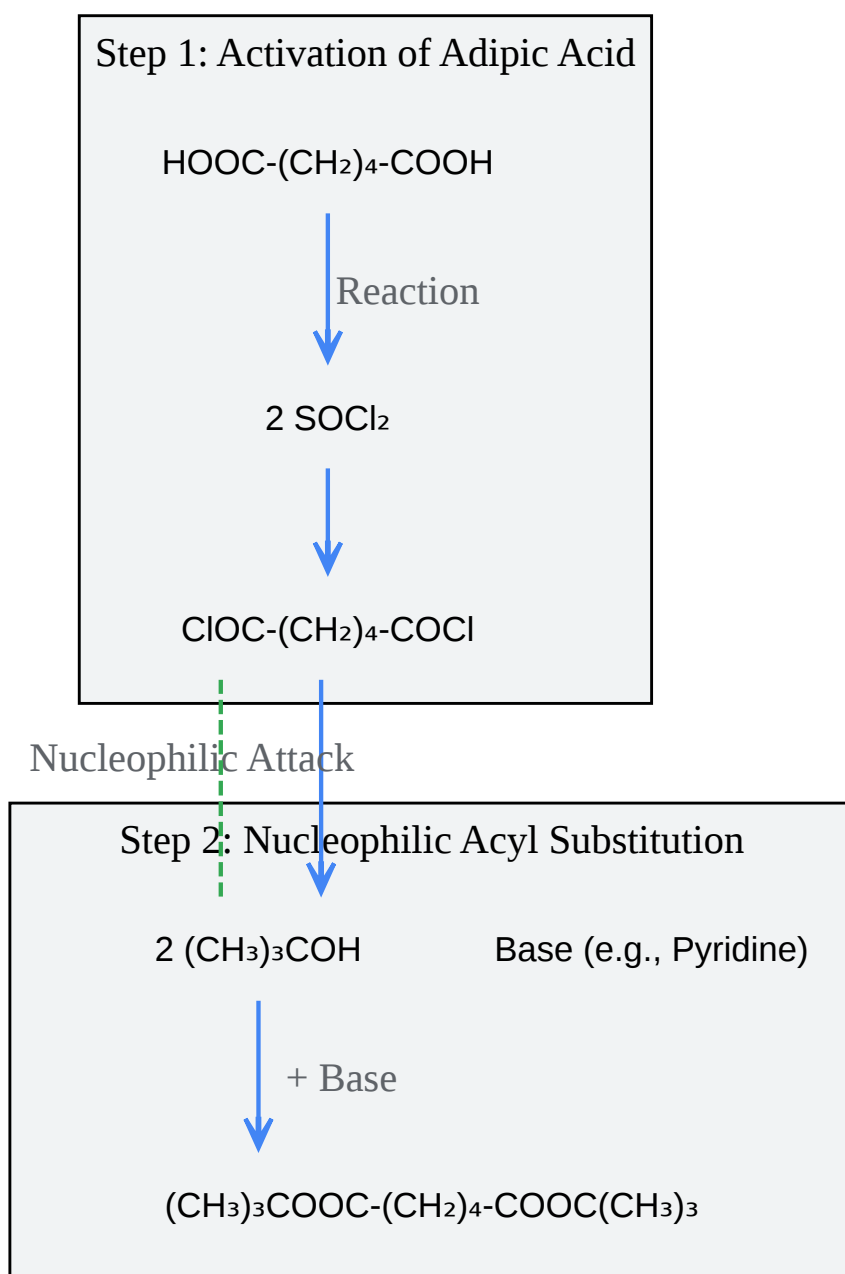 Step 1: Activation of Adipic Acid
HOOC-(CH₂)₄-COOH
Reaction
2 SOCl₂
ClOC-(CH₂)₄-COCl
Nucleophilic Attack
Step 2: Nucleophilic Acyl Substitution
2 (CH₃)₃COH Base (e.g., Pyridine)
+ Base
(CH₃)₃COOC-(CH₂)₄-COOC(CH₃)₃